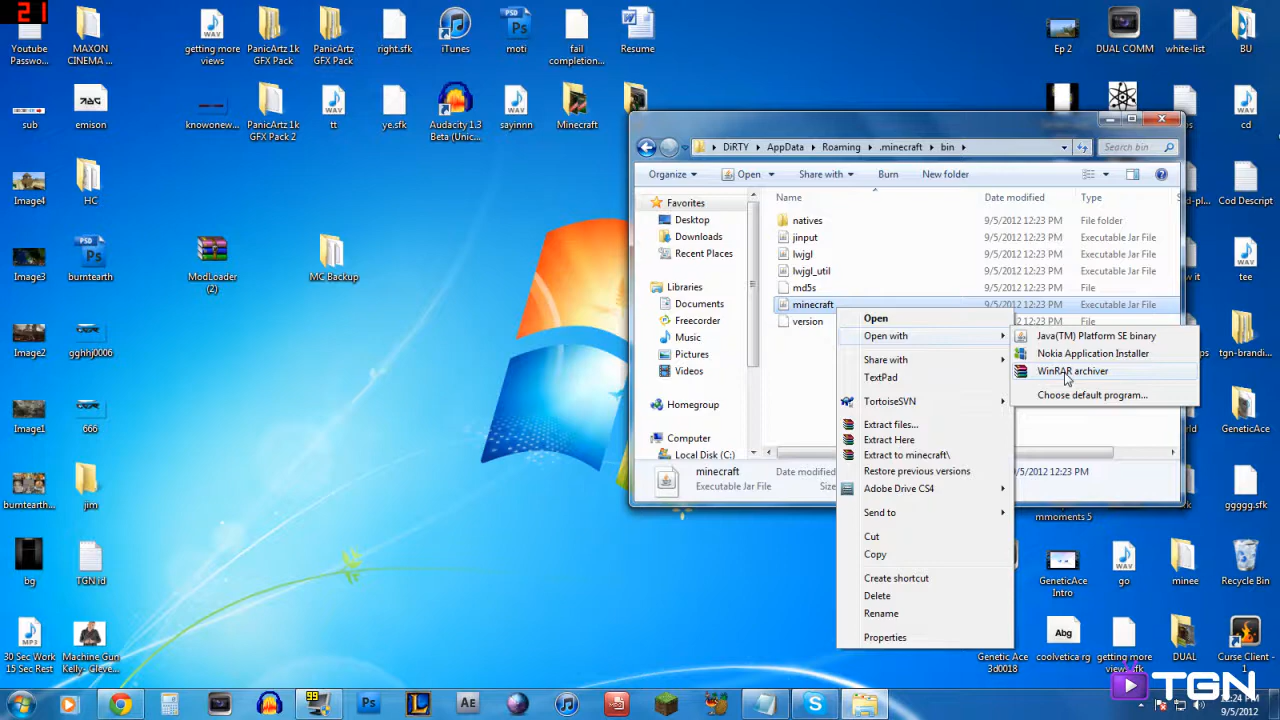 21
Youtube
Passwo...
MAXON
CINEMA ...
getting more
views
PanicArtz 1k
GFX Pack
PanicArtz
GFX Pack
right.sfk
iTunes
moti
fail
completion...
Resume
Ep 2
DUAL COMM
white-list
BU
sub
emison
knowonew...
PanicArtz 1k
GFX Pack 2
tt
ye.sfk
Audacity 1.3
Beta (Unic...
sayinnn
Minecraft
cd
Image4
HC
Cod Descript
Image3
burntearth
ModLoader
(2)
MC Backup
tee
Image2
gghhj0006
tgn-brandi...
Image1
666
GeneticAce
burntearth...
jim
mmoments 5
ggggg.sfk
bg
TGN Id
GeneticAce
Intro
go
minee
Recycle Bin
30 Sec Work
15 Sec Rest
Machine Gun
Kelly- Cleve...
Genetic Ace
3d0018
Abg
coolvetica rg
getting more
views.sfk
DUAL
Curse Client -
1
DiRTY
AppData
Roaming
.minecraft
bin
Search bin
Organize
Open
Share with
Burn
New folder
Favorites
Desktop
Downloads
Recent Places
Libraries
Documents
Freecorder
Music
Pictures
Videos
Homegroup
Computer
Local Disk (C:)
Name
Date modified
Type
natives
9/5/2012 12:23 PM
File folder
jinput
9/5/2012 12:23 PM
Executable Jar File
lwjgl
9/5/2012 12:23 PM
Executable Jar File
lwjgl_util
9/5/2012 12:23 PM
Executable Jar File
md5s
9/5/2012 12:23 PM
File
minecraft
9/5/2012 12:23 PM
Executable Jar File
version
12:23 PM
File
minecraft
Executable Jar File
Date modified
/5/2012 12:23 PM
Open
Open with
Share with
TextPad
TortoiseSVN
Extract files...
Extract Here
Extract to minecraft\
Restore previous versions
Adobe Drive CS4
Send to
Cut
Copy
Create shortcut
Delete
Rename
Properties
Java(TM) Platform SE binary
Nokia Application Installer
WinRAR archiver
Choose default program...
TGN
12:24 PM
9/5/2012